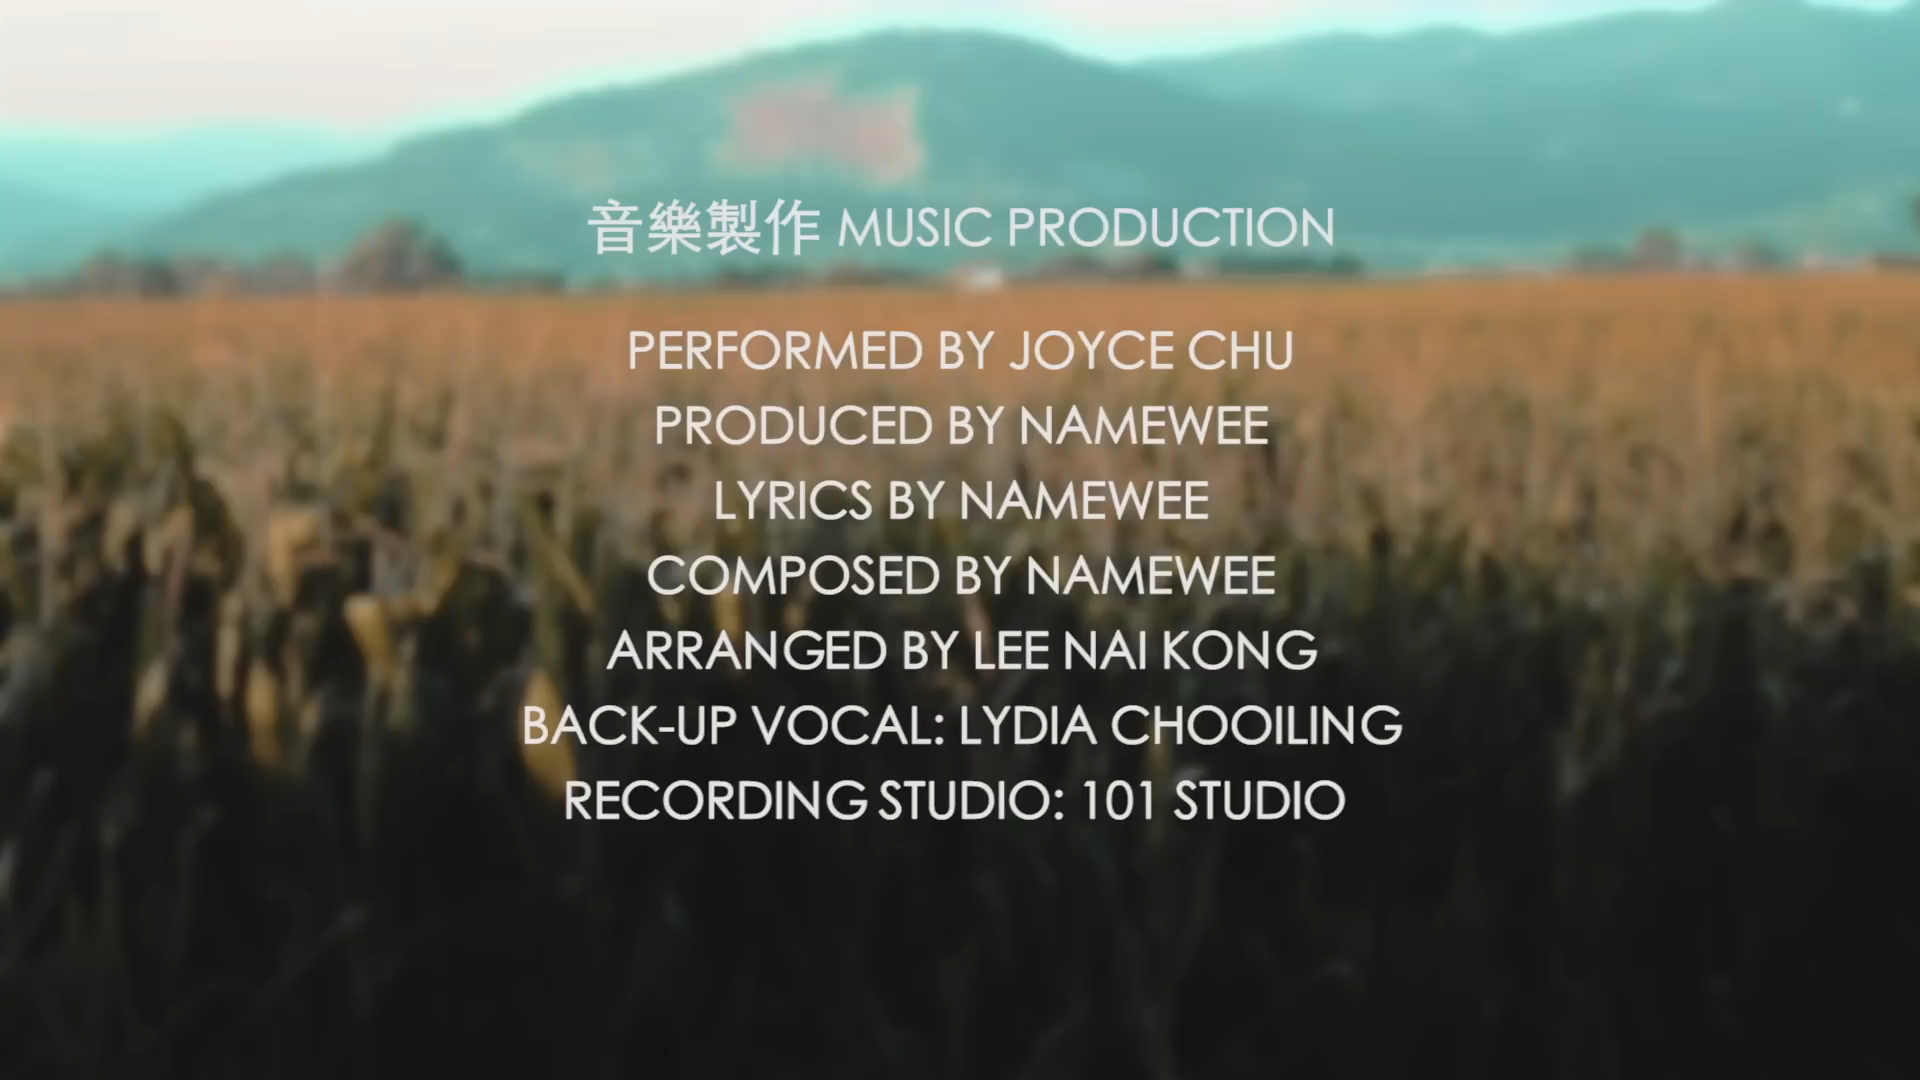 音樂製作 MUSIC PRODUCTION
PERFORMED BY JOYCE CHU
PRODUCED BY NAMEWEE
LYRICS BY NAMEWEE
COMPOSED BY NAMEWEE
ARRANGED BY LEE NAI KONG
BACK-UP VOCAL: LYDIA CHOOILING
RECORDING STUDIO: 101 STUDIO